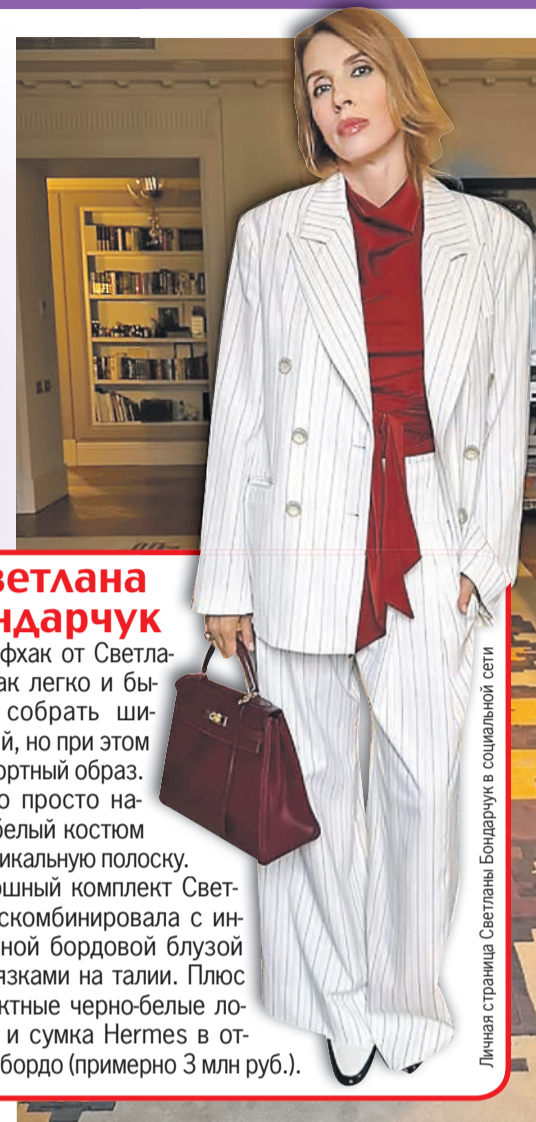 ветлана
ндарчук
фхак от Светла-
ак легко и бы-
собрать ши-
й, но при этом
ортный образ.
о просто на-
белый костюм
икальную полоску.
ошный комплект Свет-
скомбинировала с ин-
ной бордовой блузой
язками на талии. Плюс
ктные черно-белые ло-
и сумка Hermes в от-
бордо (примерно 3 млн руб.).
Личная страница Светланы Бондарчук в социальной сети